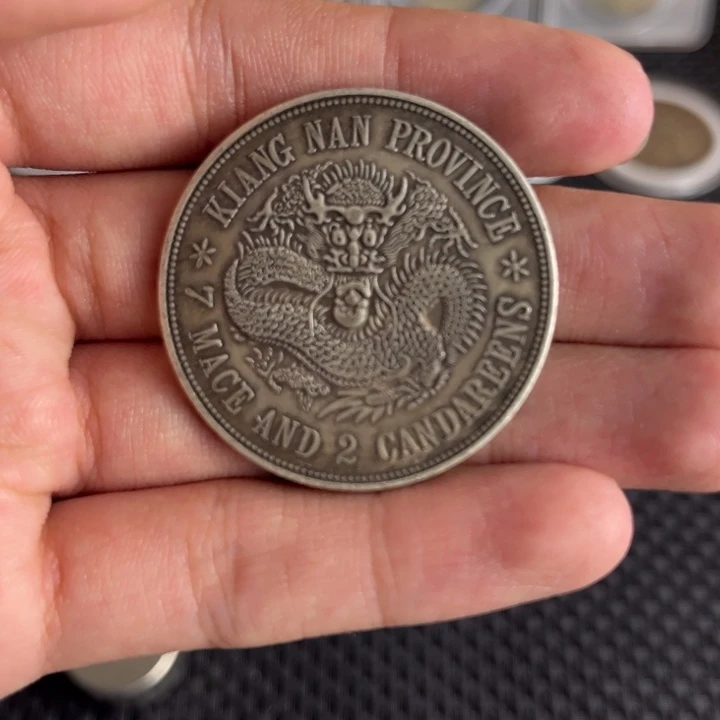 KIANG NAN PROVINCE
* 7 MACE AND 2 CANDAREENS *